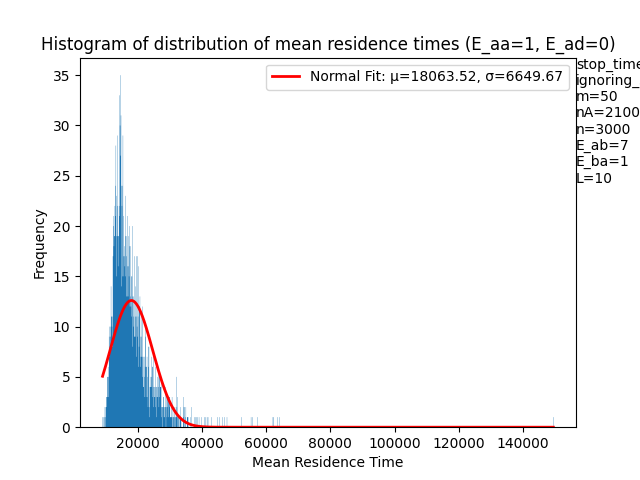 Histogram of distribution of mean residence times (E_aa=1, E_ad=0)
Normal Fit: μ=18063.52, σ=6649.67
stop_time
ignoring_
m=50
nA=2100
n=3000
E_ab=7
E_ba=1
L=10
Frequency
35
30
25
20
15
10
5
0
20000 40000 60000 80000 100000 120000 140000
Mean Residence Time